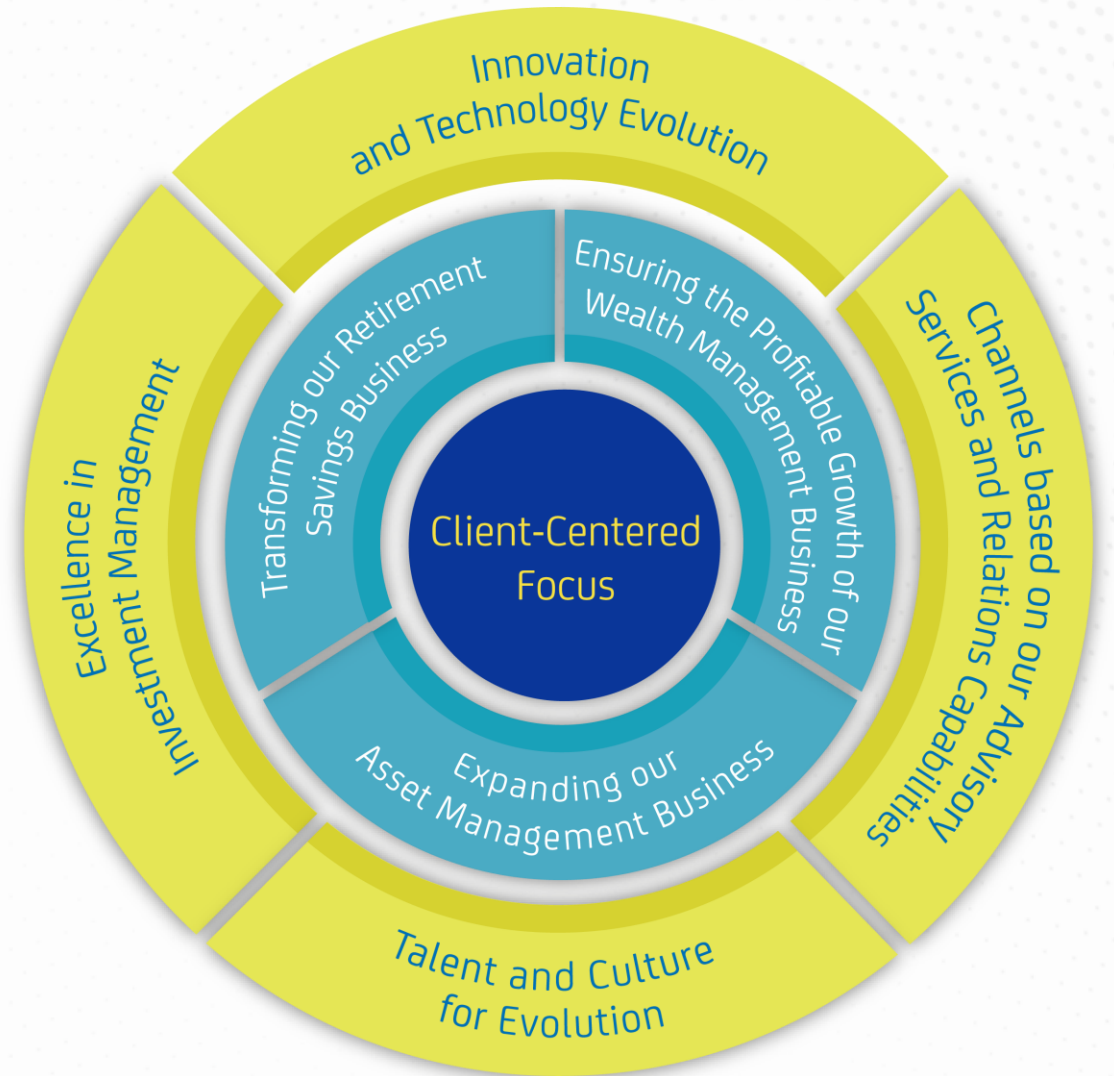 Innovation
and Technology Evolution
Channels based on our Advisory
Services and Relations Capabilities
Talent and Culture
for Evolution
Excellence in
Investment Management
Transforming our Retirement
Savings Business
Ensuring the Profitable Growth of our
Wealth Management Business
Expanding our
Asset Management Business
Client-Centered
Focus